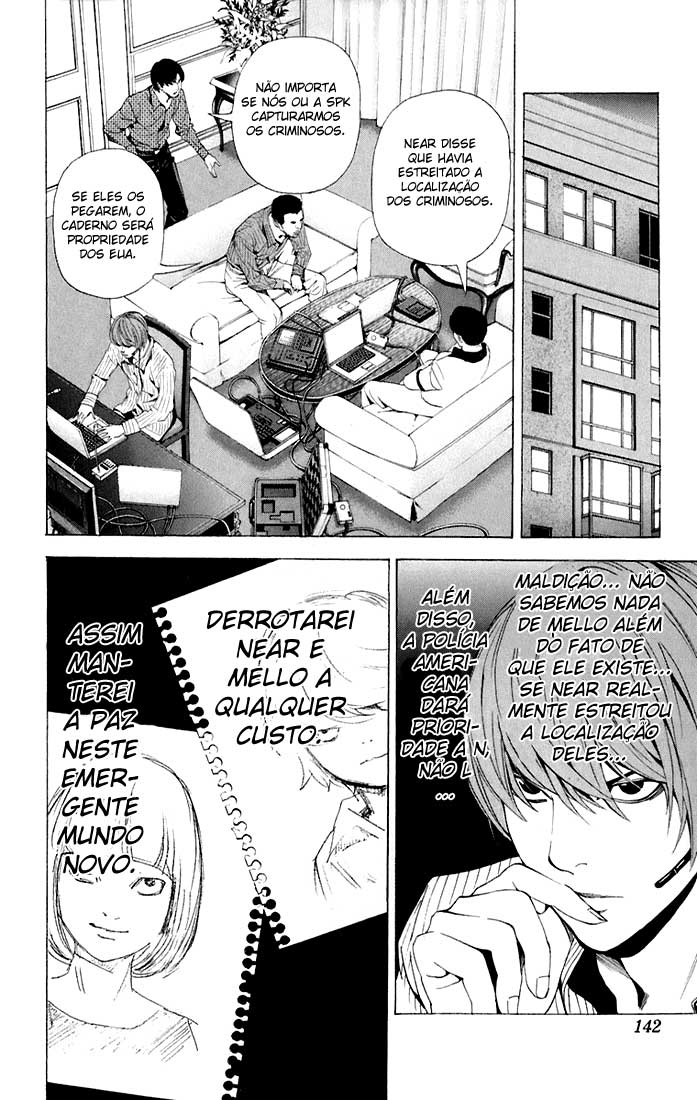 NEAR DISSE
QUE HAVIA
ESTREITADO A
LOCALIZAÇÃO
DOS CRIMINOSOS.
NÃO IMPORTA
SE NÓS OU A SPK
CAPTURARMOS
OS CRIMINOSOS.
SE ELES OS
PEGAREM, O
CADERNO SERÁ
PROPRIEDADE
DOS EUA.
MALDIÇÃO... NÃO
SABEMOS NADA
DE MELLO ALÉM
DO FATO DE
QUE ELE EXISTE...
SE NEAR REAL-
MENTE ESTREITOU
A LOCALIZAÇÃO
DELES...
ALÉM
DISSO,
A POLÍCIA
AMERI-
CANA
DARÁ
PRIORI-
DADE A N,
NÃO L
...
DERROTAREI
NEAR E
MELLO A
QUALQUER
CUSTO.
ASSIM
MAN-
TEREI
A PAZ
NESTE
EMER-
GENTE
MUNDO
NOVO.
142